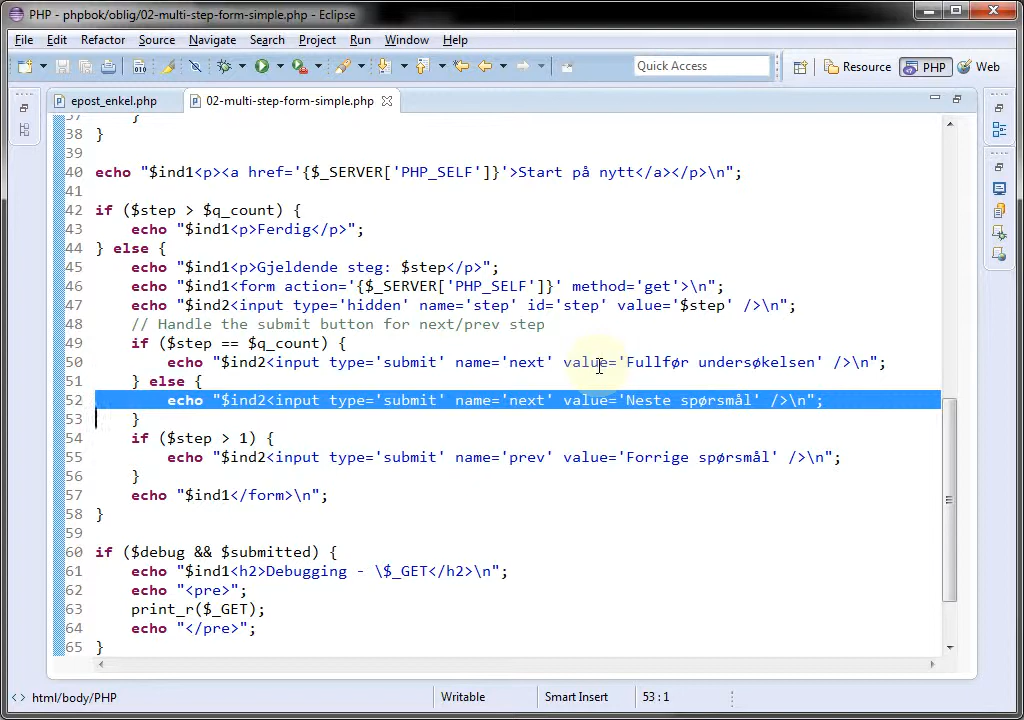 PHP - phpbok/oblig/02-multi-step-form-simple.php - Eclipse
File Edit Refactor Source Navigate Search Project Run Window Help
Quick Access Resource PHP Web
epost_enkel.php 02-multi-step-form-simple.php
37 }
38 }
39
40 echo "$ind1<p><a href='{$_SERVER['PHP_SELF']}'>Start på nytt</a></p>\n";
41
42 if ($step > $q_count) {
43 echo "$ind1<p>Ferdig</p>";
44 } else {
45 echo "$ind1<p>Gjeldende steg: $step</p>";
46 echo "$ind1<form action='{$_SERVER['PHP_SELF']}' method='get'>\n";
47 echo "$ind2<input type='hidden' name='step' id='step' value='$step' />\n";
48 // Handle the submit button for next/prev step
49 if ($step == $q_count) {
50 echo "$ind2<input type='submit' name='next' value='Fullfør undersøkelsen' />\n";
51 } else {
52 echo "$ind2<input type='submit' name='next' value='Neste spørsmål' />\n";
53 }
54 if ($step > 1) {
55 echo "$ind2<input type='submit' name='prev' value='Forrige spørsmål' />\n";
56 }
57 echo "$ind1</form>\n";
58 }
59
60 if ($debug && $submitted) {
61 echo "$ind1<h2>Debugging - \$_GET</h2>\n";
62 echo "<pre>";
63 print_r($_GET);
64 echo "</pre>";
65 }
html/body/PHP Writable Smart Insert 53 : 1